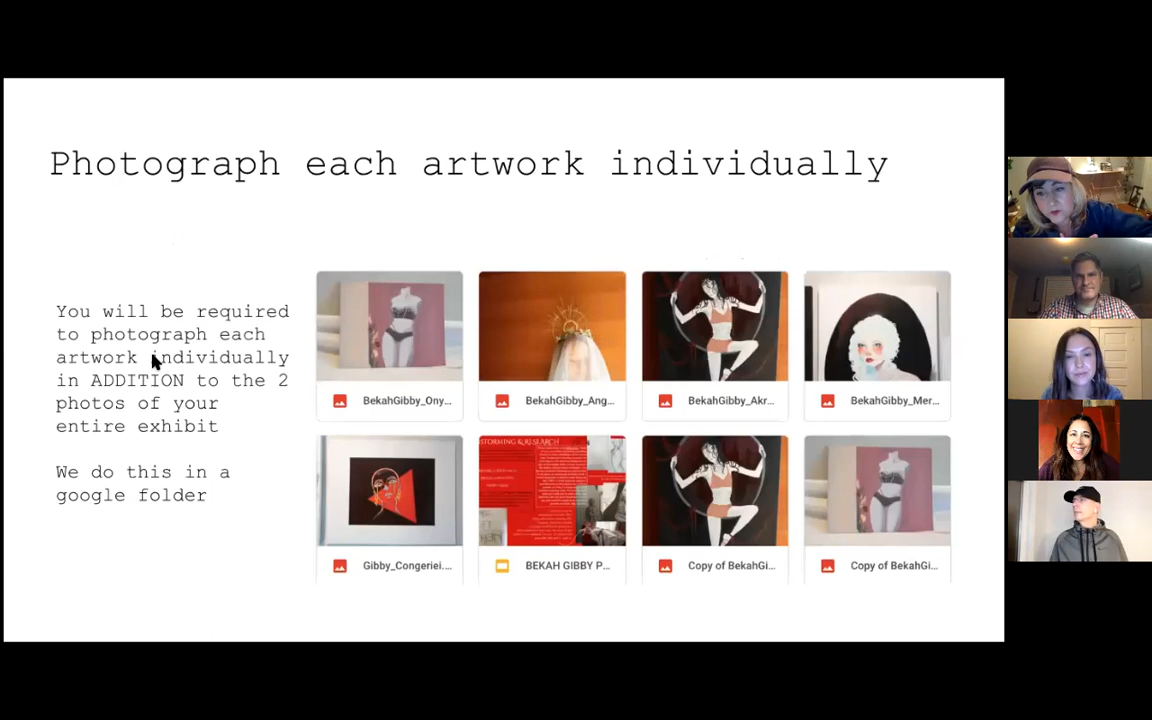 Photograph each artwork individually
You will be required
to photograph each
artwork individually
in ADDITION to the 2
photos of your
entire exhibit
We do this in a
google folder
BekahGibby_Ony...
BekahGibby_Ang...
BekahGibby_Akr...
BekahGibby_Mer...
STORMING & RESEARCH
Gibby_Congeriei....
BEKAH GIBBY P...
Copy of BekahGi...
Copy of BekahGi...